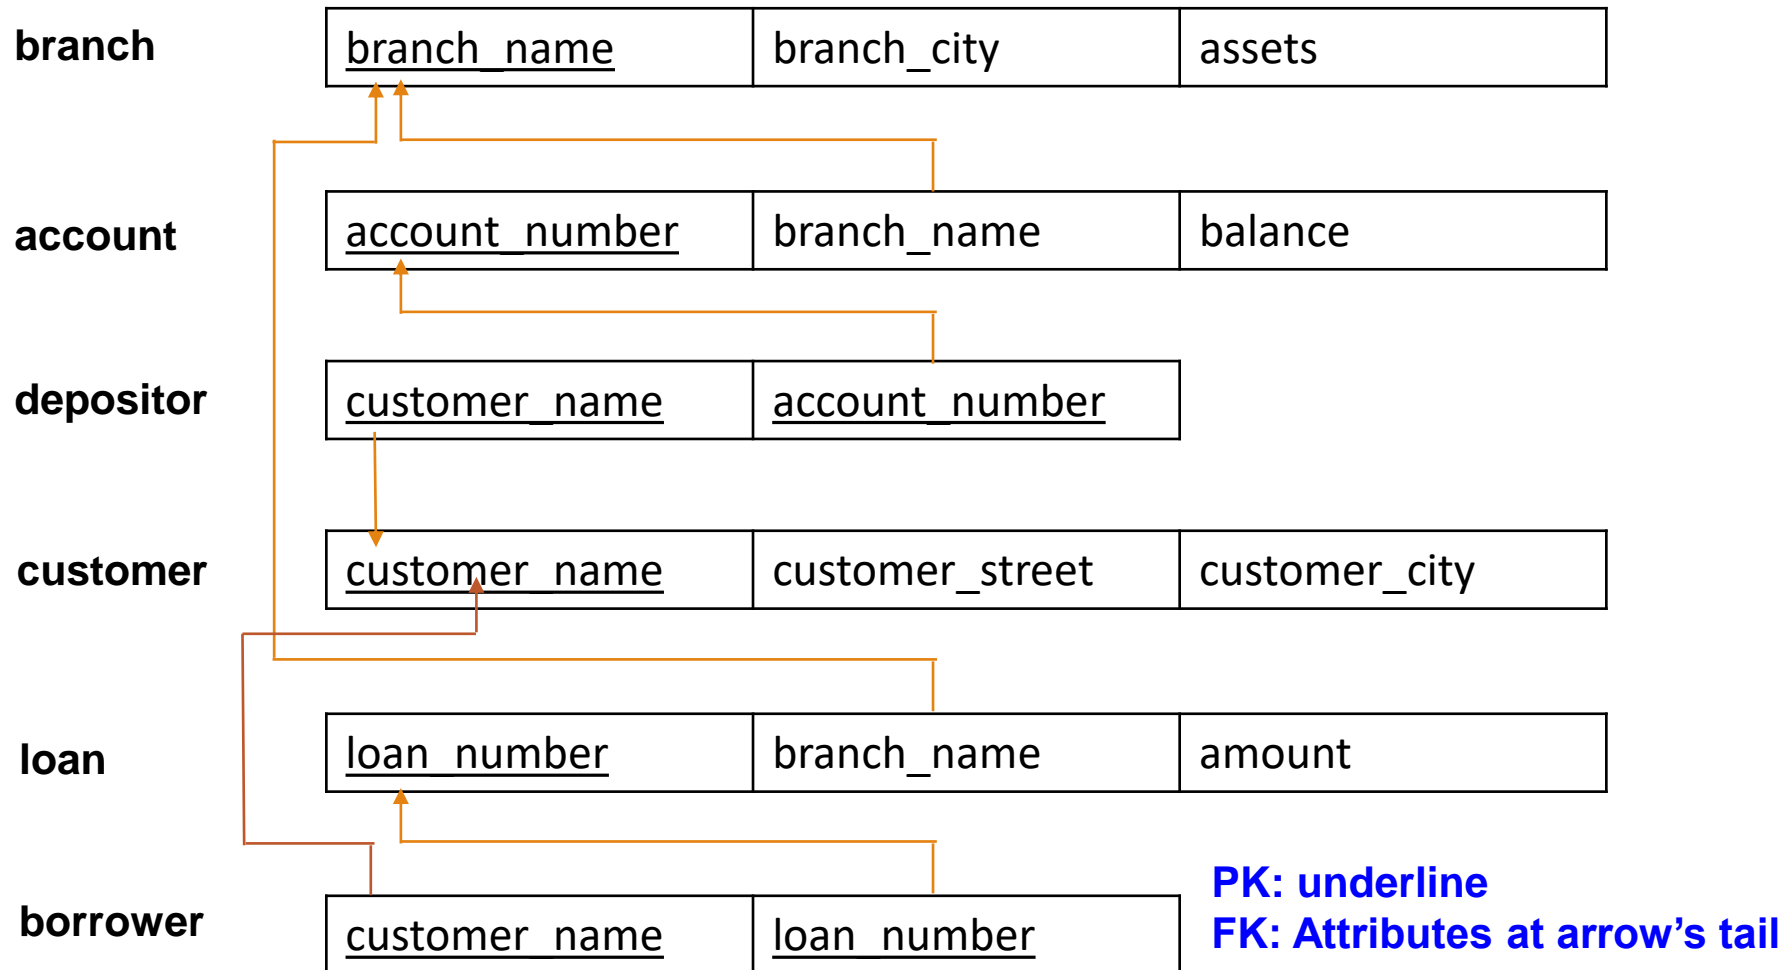 branch branch_name branch_city assets
account account_number branch_name balance
depositor customer_name account_number
customer customer_name customer_street customer_city
loan loan_number branch_name amount
borrower customer_name loan_number
PK: underline
FK: Attributes at arrow's tail